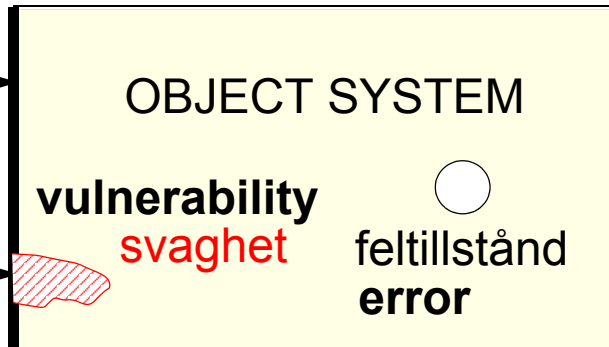 OBJECT SYSTEM
vulnerability
svaghet
feltillstånd
error